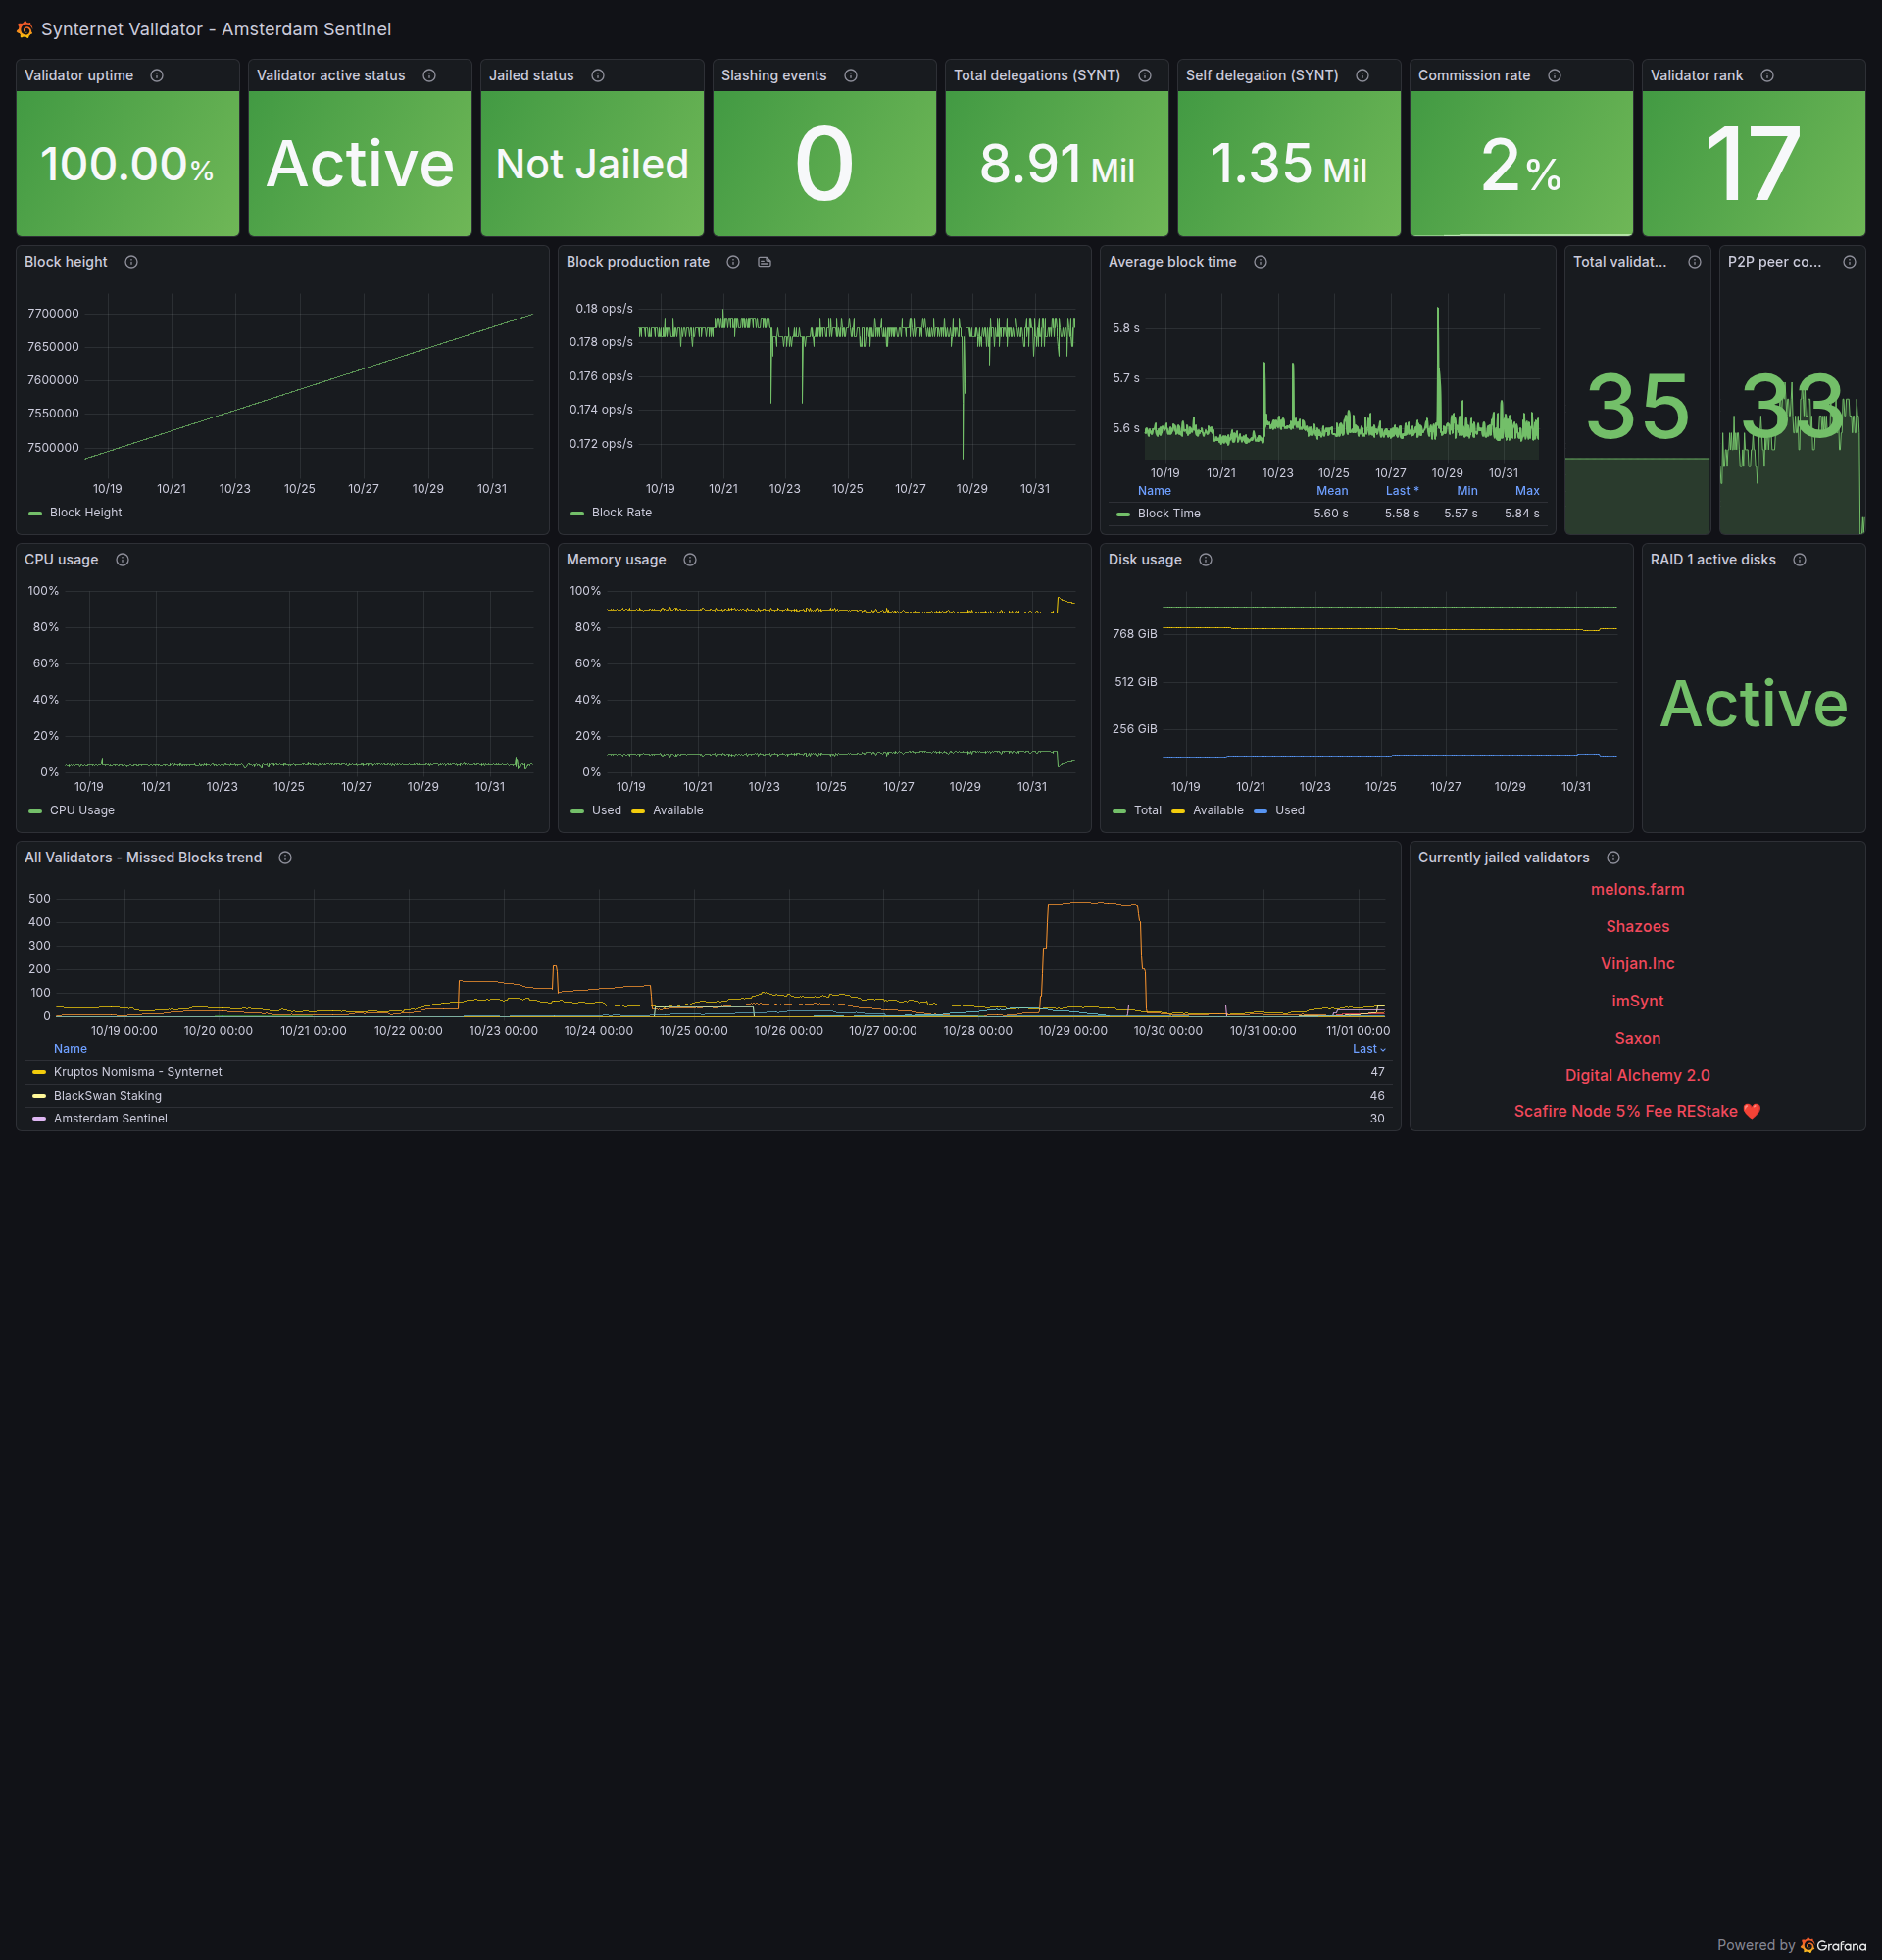 Synternet Validator - Amsterdam Sentinel
Validator uptime
100.00%
Validator active status
Active
Jailed status
Not Jailed
Slashing events
0
Total delegations (SYNT)
8.91 Mil
Self delegation (SYNT)
1.35 Mil
Commission rate
2%
Validator rank
17
Block height
7700000
7650000
7600000
7550000
7500000
10/19 10/21 10/23 10/25 10/27 10/29 10/31
Block Height
Block production rate
0.18 ops/s
0.178 ops/s
0.176 ops/s
0.174 ops/s
0.172 ops/s
10/19 10/21 10/23 10/25 10/27 10/29 10/31
Block Rate
Average block time
5.8 s
5.7 s
5.6 s
10/19 10/21 10/23 10/25 10/27 10/29 10/31
Name Mean Last * Min Max
Block Time 5.60 s 5.58 s 5.57 s 5.84 s
Total validat...
35
P2P peer co...
33
CPU usage
100%
80%
60%
40%
20%
0%
10/19 10/21 10/23 10/25 10/27 10/29 10/31
CPU Usage
Memory usage
100%
80%
60%
40%
20%
0%
10/19 10/21 10/23 10/25 10/27 10/29 10/31
Used Available
Disk usage
768 GiB
512 GiB
256 GiB
10/19 10/21 10/23 10/25 10/27 10/29 10/31
Total Available Used
RAID 1 active disks
Active
All Validators - Missed Blocks trend
500
400
300
200
100
0
10/19 00:00 10/20 00:00 10/21 00:00 10/22 00:00 10/23 00:00 10/24 00:00 10/25 00:00 10/26 00:00 10/27 00:00 10/28 00:00 10/29 00:00 10/30 00:00 10/31 00:00 11/01 00:00
Name Last
Kruptos Nomisma - Synternet 47
BlackSwan Staking 46
Amsterdam Sentinel 30
Currently jailed validators
melons.farm
Shazoes
Vinjan.Inc
imSynt
Saxon
Digital Alchemy 2.0
Scafire Node 5% Fee REStake ❤️
Powered by Grafana